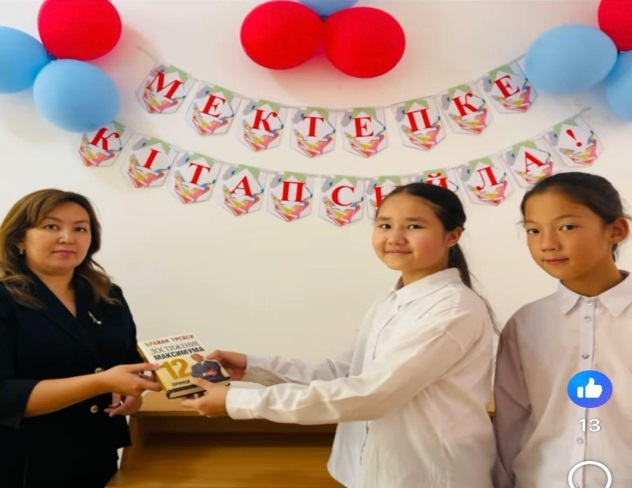 МЕКТЕПКЕ
КІТАПСЫЙЛА!
БРАЙАН ТРЕЙСИ
ДОСТИЖЕНИЕ
МАКСИМУМА
12
13